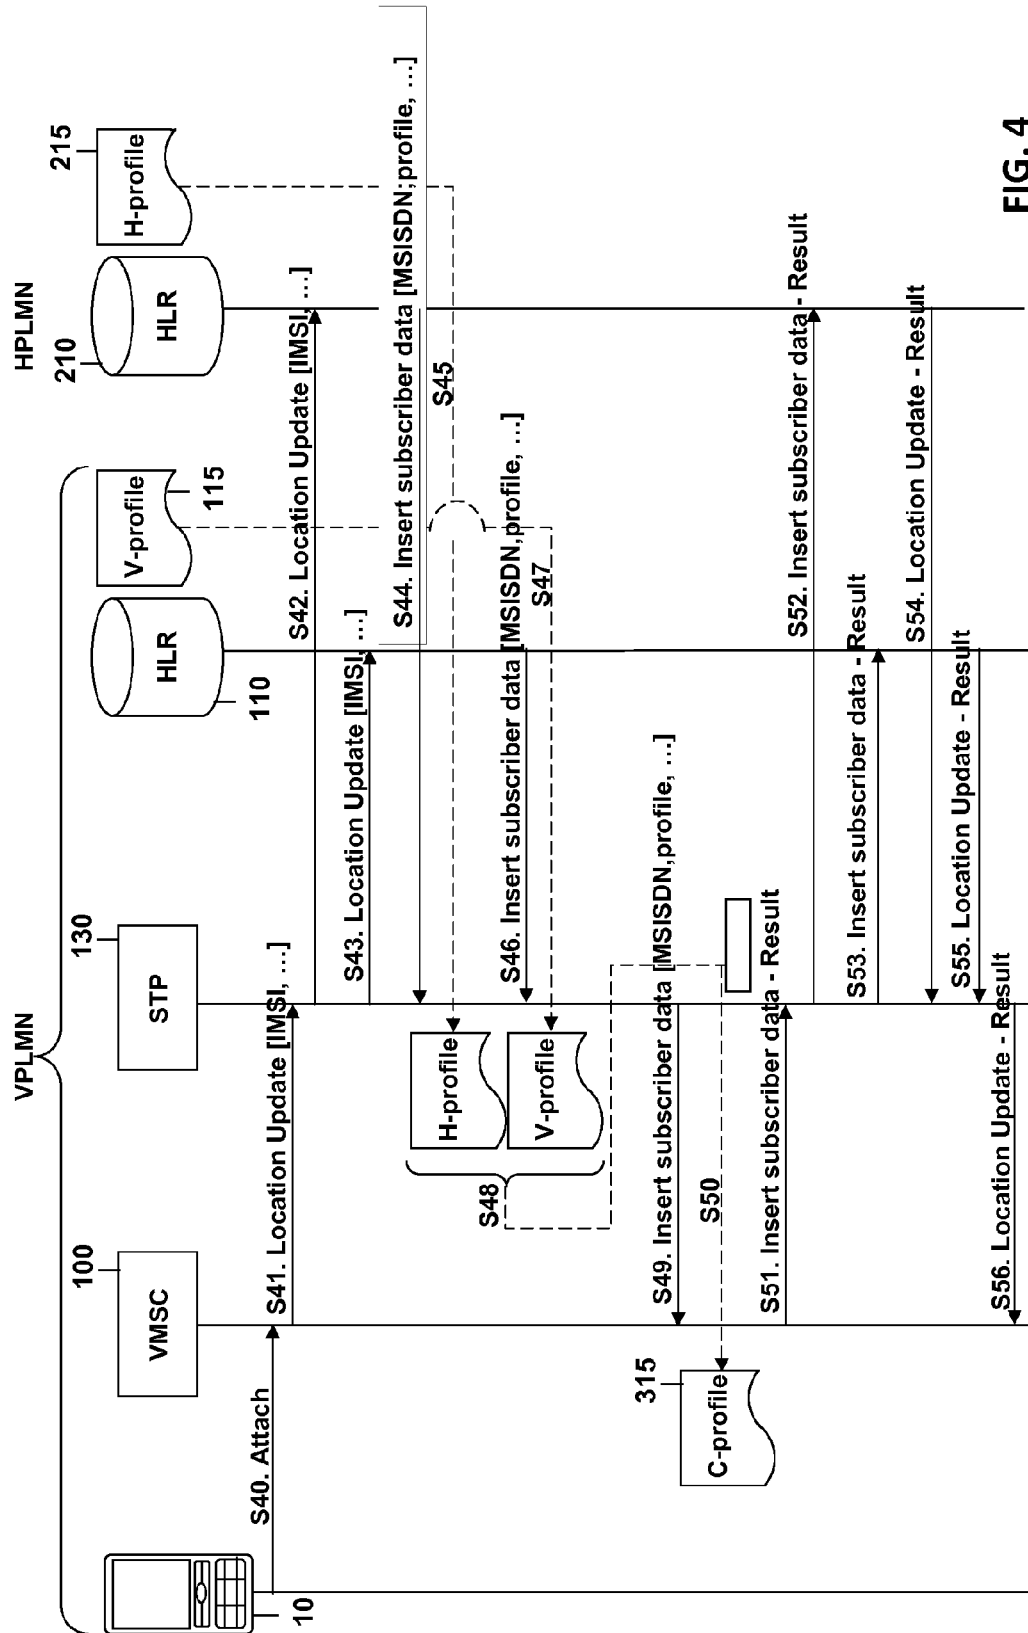 VPLMN
HPLMN
10
100
VMSC
130
STP
110
HLR
V-profile
115
210
HLR
215
H-profile
S40. Attach
S41. Location Update [IMSI, ...]
S42. Location Update [IMSI, ...]
S43. Location Update [IMSI, ...]
S44. Insert subscriber data [MSISDN;profile, ...]
S45
H-profile
S46. Insert subscriber data [MSISDN,profile, ...]
S47
V-profile
S48
S49. Insert subscriber data [MSISDN,profile, ...]
S50
315
C-profile
S51. Insert subscriber data - Result
S52. Insert subscriber data - Result
S53. Insert subscriber data - Result
S54. Location Update - Result
S55. Location Update - Result
S56. Location Update - Result
FIG. 4